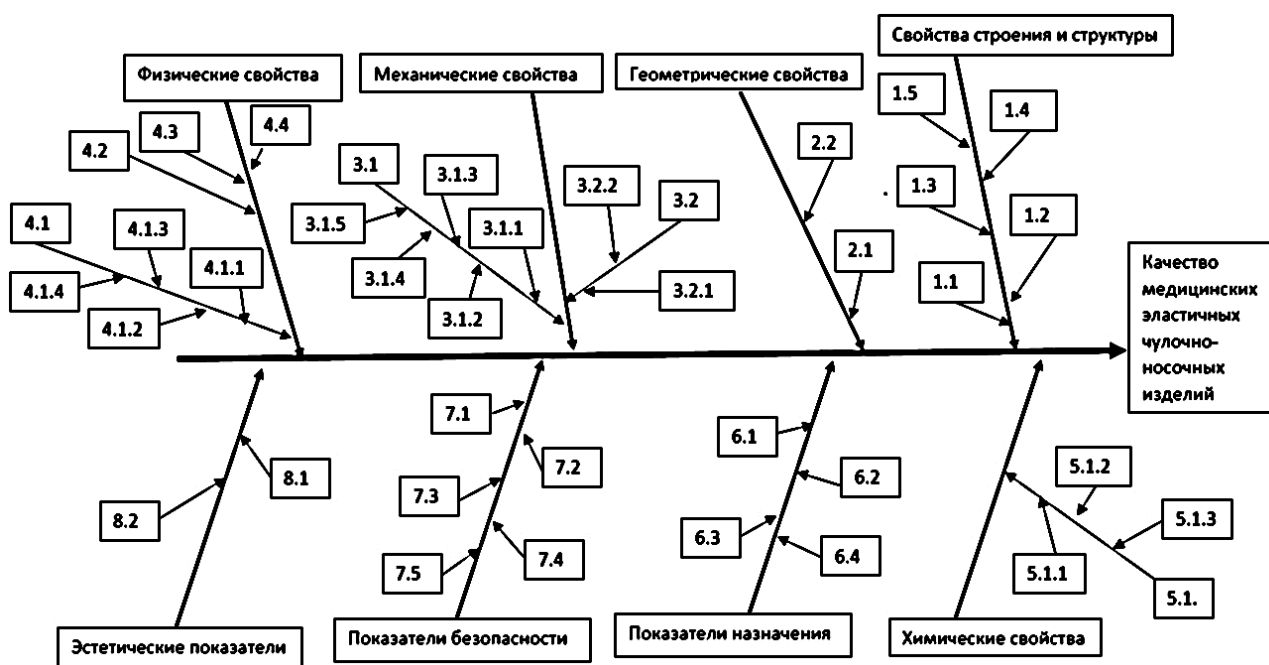 Свойства строения и структуры
Физические свойства
Механические свойства
Геометрические свойства
4.3
4.4
4.2
4.1
4.1.3
4.1.1
4.1.4
4.1.2
3.1
3.1.3
3.1.5
3.1.1
3.1.4
3.1.2
3.2.2
3.2
3.2.1
2.2
2.1
1.5
1.4
1.3
1.2
1.1
Качество
медицинских
эластичных
чулочно-
носочных
изделий
8.1
8.2
7.1
7.2
7.3
7.4
7.5
6.1
6.2
6.3
6.4
5.1.2
5.1.3
5.1.1
5.1.
Эстетические показатели
Показатели безопасности
Показатели назначения
Химические свойства